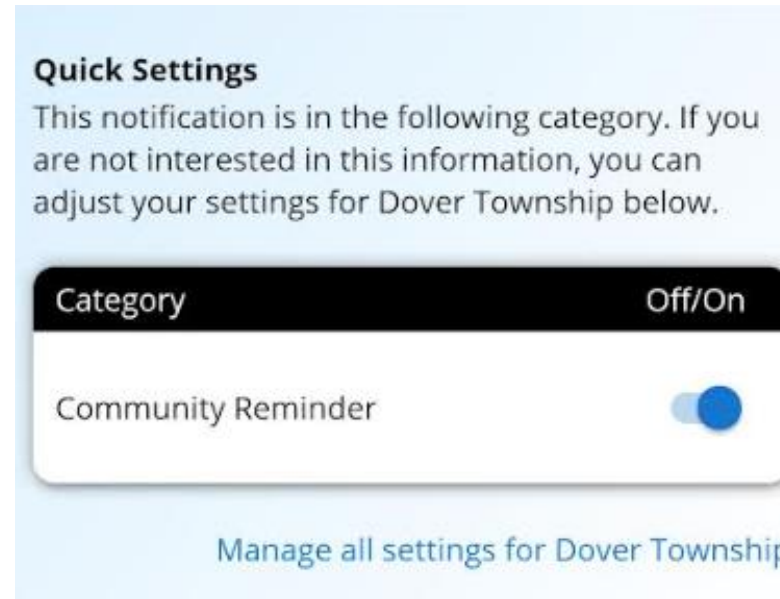 Quick Settings
This notification is in the following category. If you
are not interested in this information, you can
adjust your settings for Dover Township below.
Category Off/On
Community Reminder
Manage all settings for Dover Township